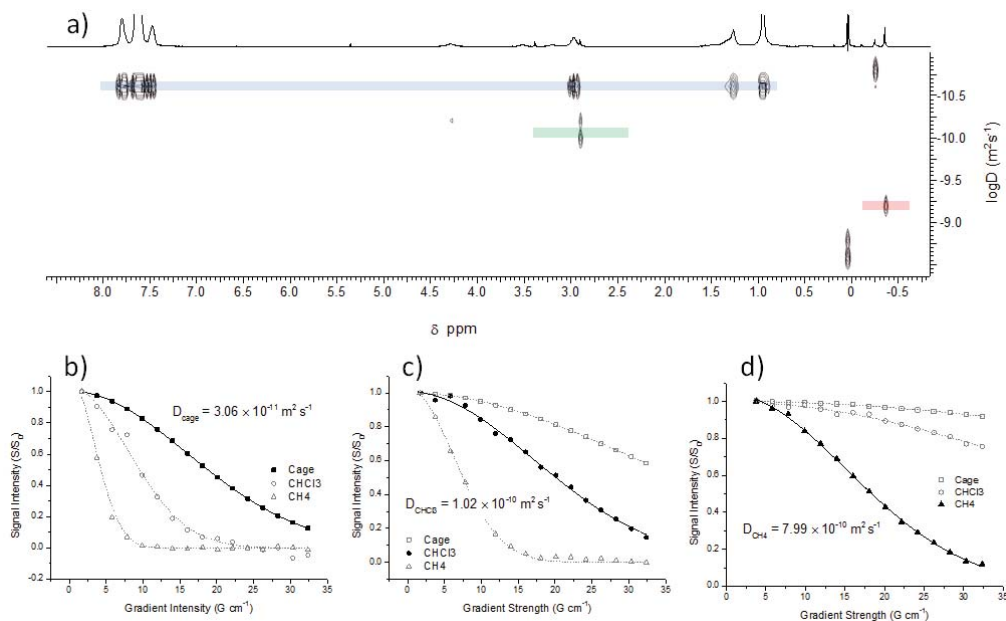 a)
-10.5
-10.0
-9.5
-9.0
logD (m²s⁻¹)
8.0 7.5 7.0 6.5 6.0 5.5 5.0 4.5 4.0 3.5 3.0 2.5 2.0 1.5 1.0 0.5 0 -0.5
δ ppm
b)
Signal Intensity (S/S₀)
1.0
0.8
0.6
0.4
0.2
0.0
-0.2
D_cage = 3.06 × 10⁻¹¹ m² s⁻¹
Cage
CHCl3
CH4
0 5 10 15 20 25 30 35
Gradient Intensity (G cm⁻¹)
c)
Signal Intensity (S/S₀)
1.0
0.8
0.6
0.4
0.2
0.0
D_CHCl3 = 1.02 × 10⁻¹⁰ m² s⁻¹
Cage
CHCl3
CH4
0 5 10 15 20 25 30 35
Gradient Strength (G cm⁻¹)
d)
Signal Intensity (S/S₀)
1.0
0.8
0.6
0.4
0.2
0.0
Cage
CHCl3
CH4
D_CH4 = 7.99 × 10⁻¹⁰ m² s⁻¹
0 5 10 15 20 25 30 35
Gradient Strength (G cm⁻¹)